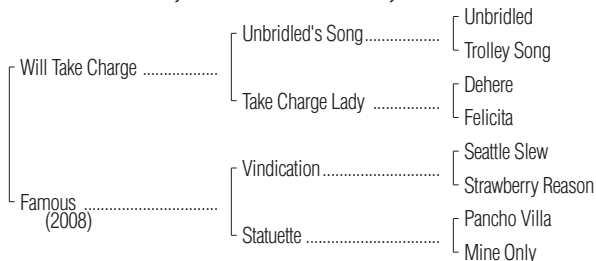 Unbridled
Unbridled's Song.................
Trolley Song
Will Take Charge .................
Dehere
Take Charge Lady ...............
Felicita
Seattle Slew
Vindication..........................
Strawberry Reason
Famous ..............................
(2008)
Pancho Villa
Statuette ..............................
Mine Only